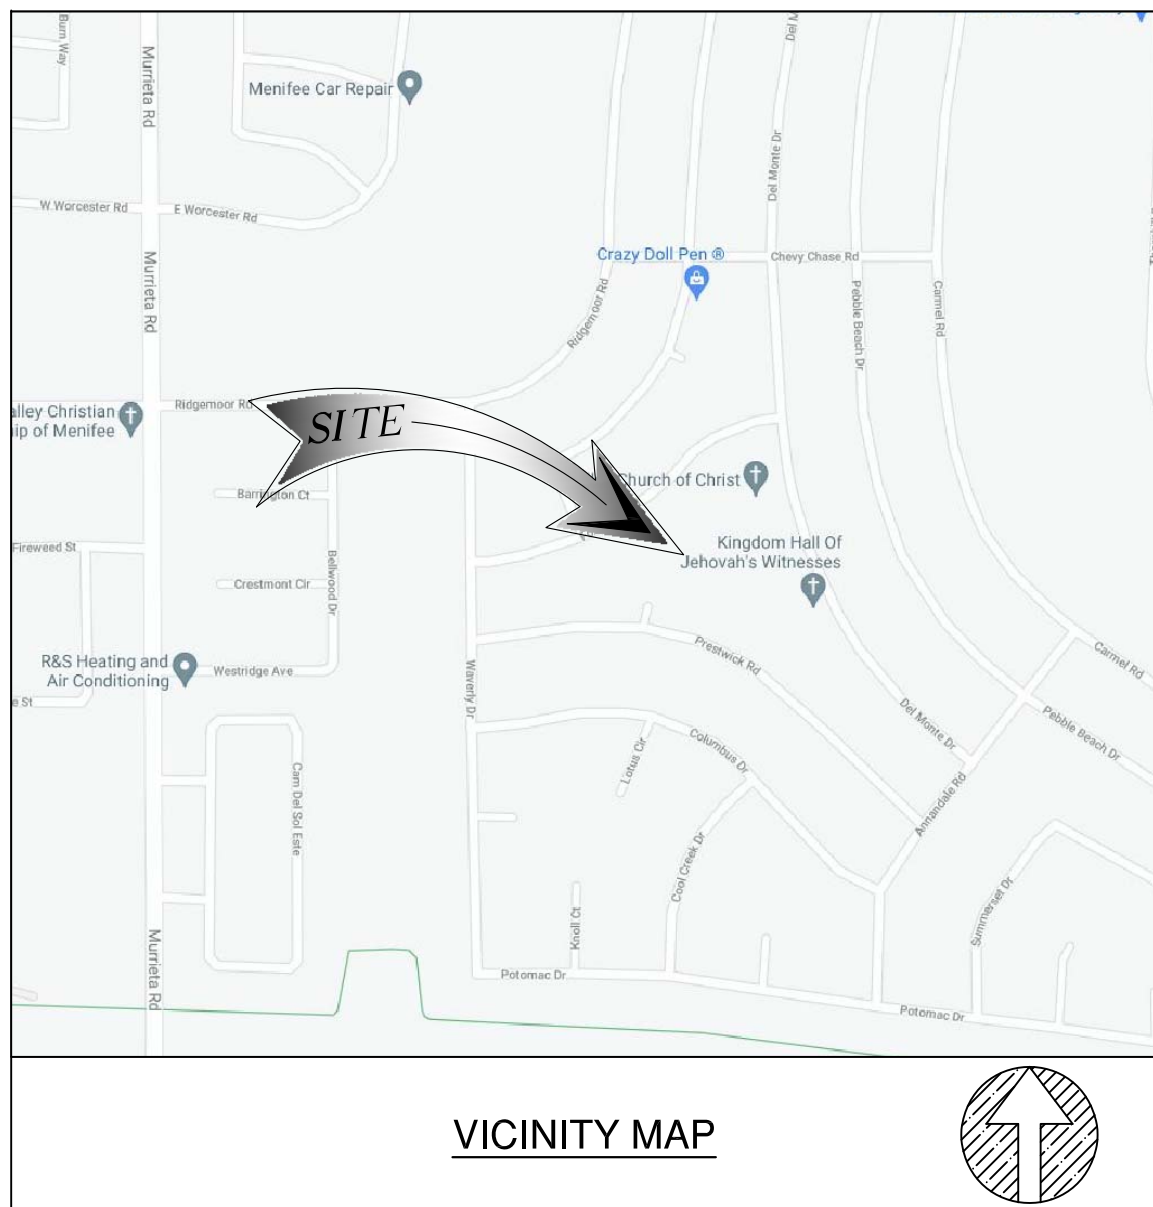 Burn Way
Murrieta Rd
Menifee Car Repair
Del M
Del Monte Dr
W Worcester Rd
E Worcester Rd
Murrieta Rd
Crazy Doll Pen ®
Chevy Chase Rd
Ridgemoor Rd
Pebble Beach Dr
Carmel Rd
Ridgemoor Rd
alley Christian
ip of Menifee
SITE
Church of Christ
Barrington Ct
Kingdom Hall Of
Jehovah's Witnesses
Fireweed St
Bellwood Dr
Crestmont Cir
R&S Heating and
Air Conditioning
Westridge Ave
Waverly Dr
Prestwick Rd
Carmel Rd
e St
Del Monte Dr
Pebble Beach Dr
Columbus Dr
Lotus Cir
Cam Del Sol Este
Annandale Rd
Cool Creek Dr
Summerset Dr
Knoll Ct
Murrieta Rd
Potomac Dr
Potomac Dr
VICINITY MAP